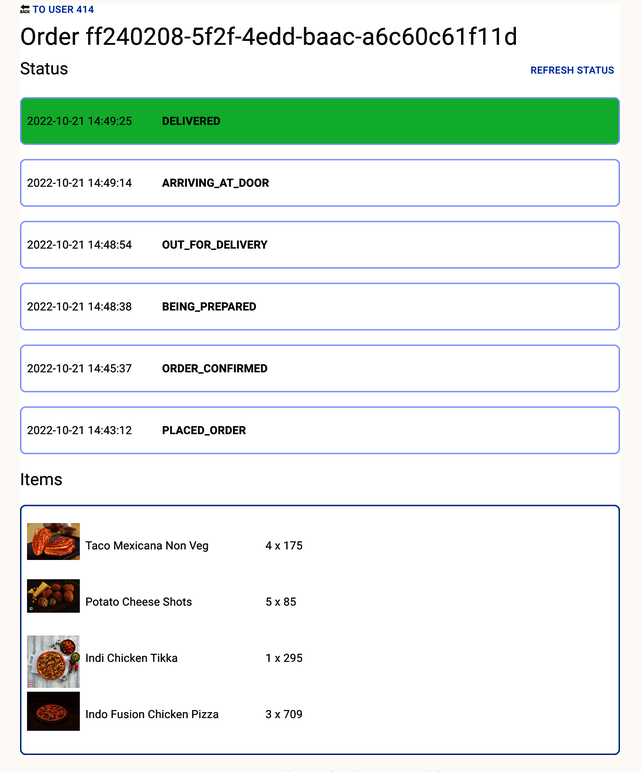 BACK TO USER 414
Order ff240208-5f2f-4edd-baac-a6c60c61f11d
Status
REFRESH STATUS
2022-10-21 14:49:25 DELIVERED
2022-10-21 14:49:14 ARRIVING_AT_DOOR
2022-10-21 14:48:54 OUT_FOR_DELIVERY
2022-10-21 14:48:38 BEING_PREPARED
2022-10-21 14:45:37 ORDER_CONFIRMED
2022-10-21 14:43:12 PLACED_ORDER
Items
Taco Mexicana Non Veg 4 x 175
Potato Cheese Shots 5 x 85
Indi Chicken Tikka 1 x 295
Indo Fusion Chicken Pizza 3 x 709